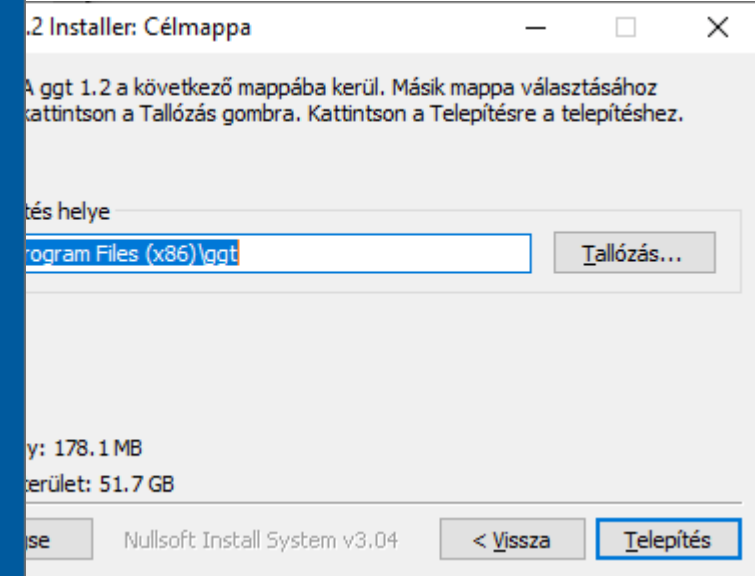 .2 Installer: Célmappa
A ggt 1.2 a következő mappába kerül. Másik mappa választásához
kattintson a Tallózás gombra. Kattintson a Telepítésre a telepítéshez.
tés helye
rogram Files (x86)\ggt
Tallózás...
y: 178.1 MB
terület: 51.7 GB
gse Nullsoft Install System v3.04 < Vissza Telepítés